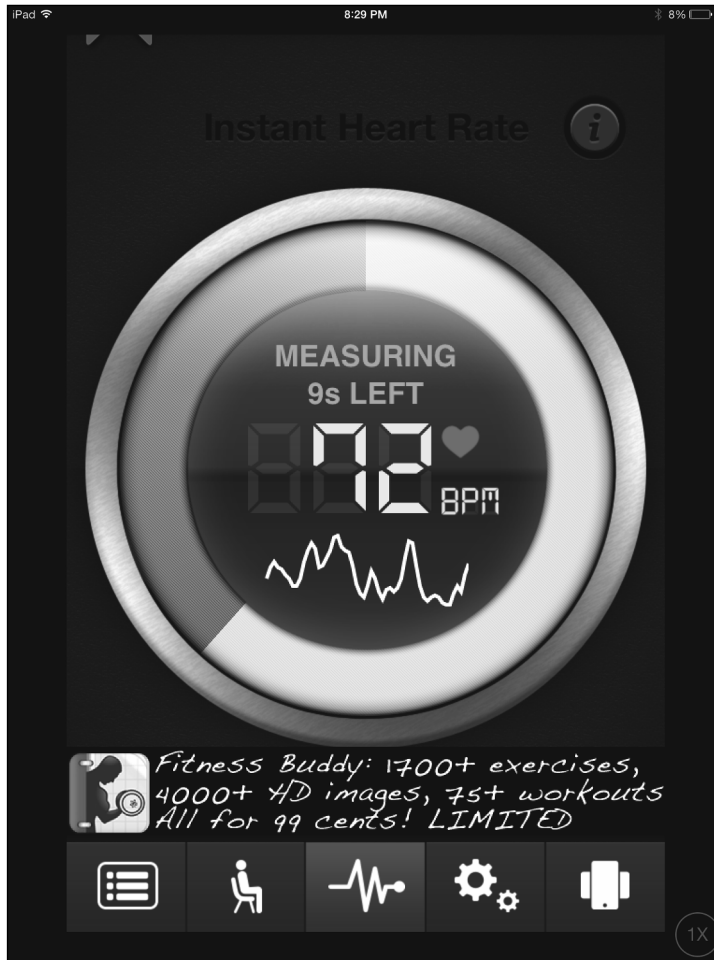 iPad 8:29 PM 8%
Instant Heart Rate i
MEASURING
9s LEFT
72
BPM
Fitness Buddy: 1700+ exercises,
4000+ HD images, 75+ workouts
All for 99 cents! LIMITED
1X